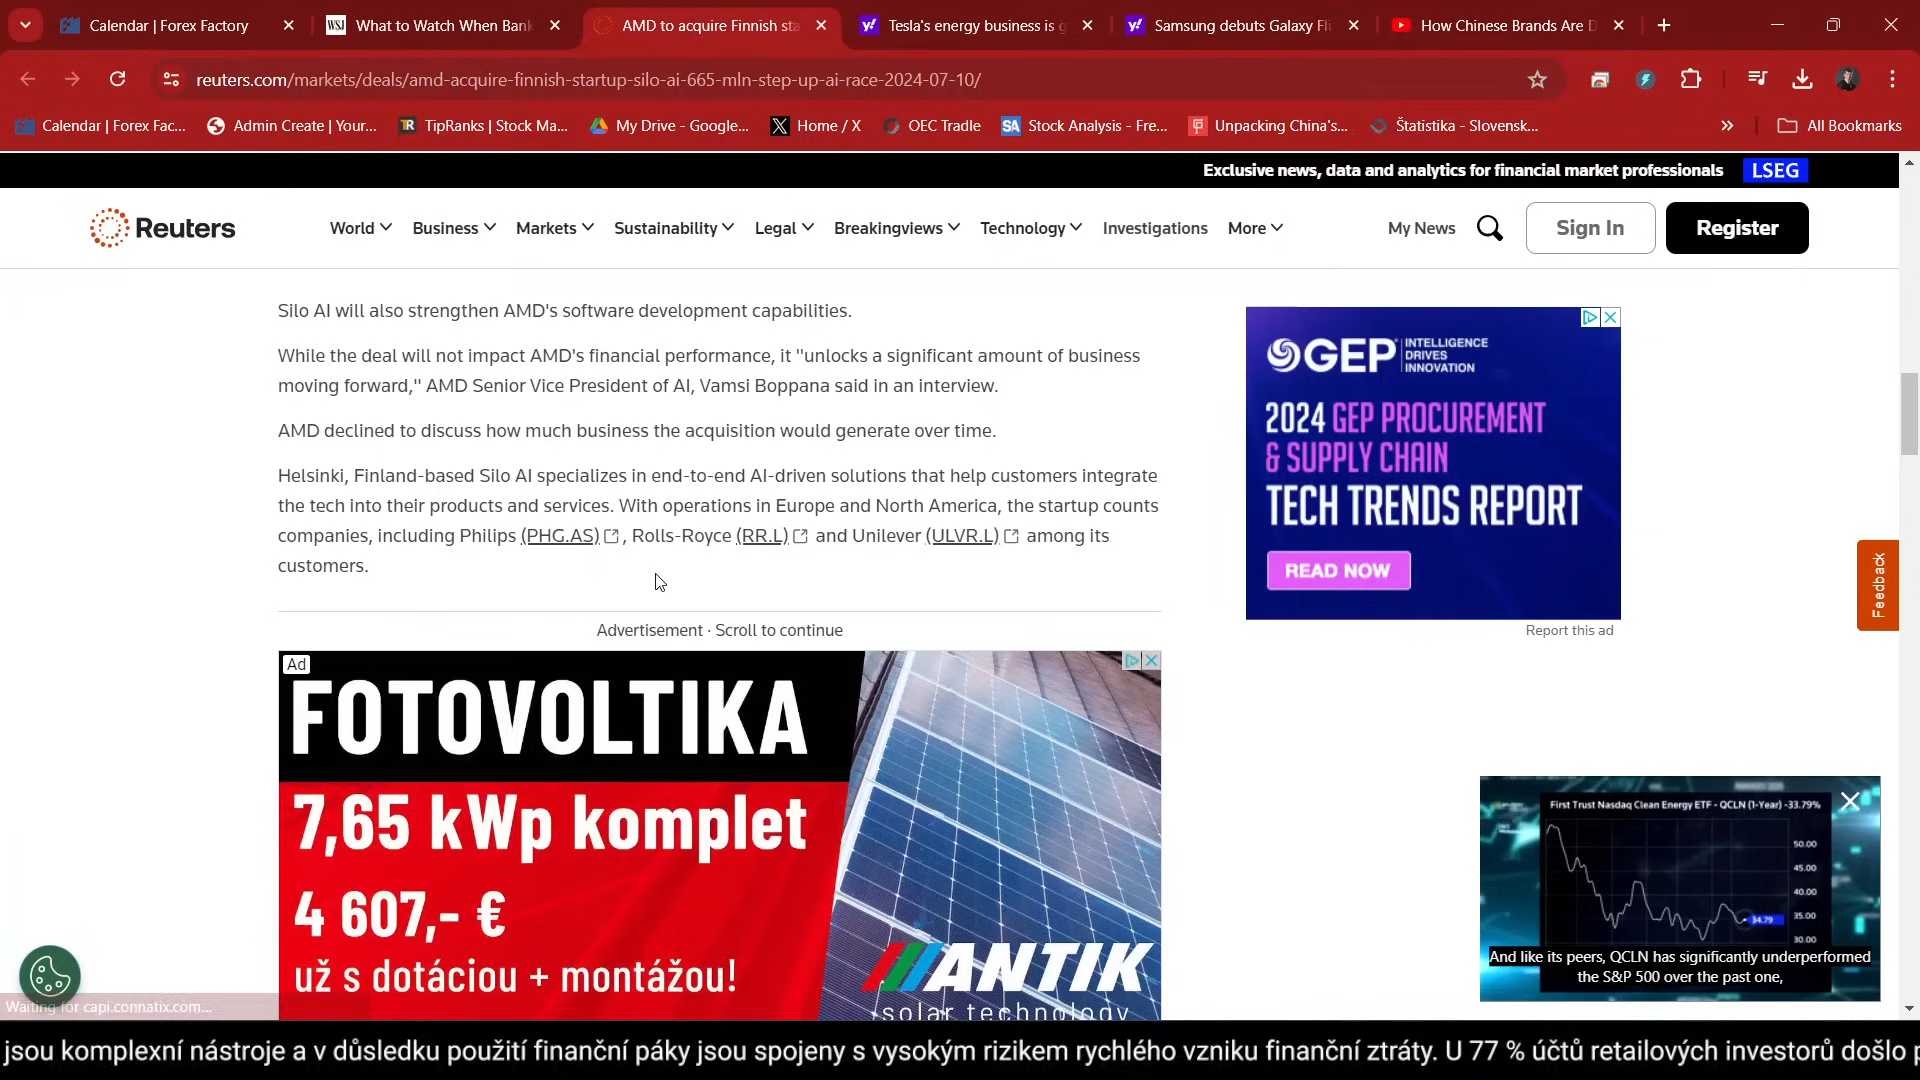 Calendar | Forex Factory
WSJ What to Watch When Ban
AMD to acquire Finnish sta
Tesla's energy business is g
Samsung debuts Galaxy Fli
How Chinese Brands Are D
reuters.com/markets/deals/amd-acquire-finnish-startup-silo-ai-665-mln-step-up-ai-race-2024-07-10/
Calendar | Forex Fac...
Admin Create | Your...
TR TipRanks | Stock Ma...
My Drive - Google...
X Home / X
OEC Tradle
SA Stock Analysis - Fre...
Unpacking China's...
Štatistika - Slovensk...
»
All Bookmarks
Exclusive news, data and analytics for financial market professionals LSEG
Reuters
World Business Markets Sustainability Legal Breakingviews Technology Investigations More
My News
Sign In
Register
Silo AI will also strengthen AMD's software development capabilities.
While the deal will not impact AMD's financial performance, it "unlocks a significant amount of business
moving forward," AMD Senior Vice President of AI, Vamsi Boppana said in an interview.
AMD declined to discuss how much business the acquisition would generate over time.
Helsinki, Finland-based Silo AI specializes in end-to-end AI-driven solutions that help customers integrate
the tech into their products and services. With operations in Europe and North America, the startup counts
companies, including Philips (PHG.AS) , Rolls-Royce (RR.L) and Unilever (ULVR.L) among its
customers.
GEP INTELLIGENCE
DRIVES
INNOVATION
2024 GEP PROCUREMENT
& SUPPLY CHAIN
TECH TRENDS REPORT
READ NOW
Report this ad
Feedback
Advertisement · Scroll to continue
Ad
FOTOVOLTIKA
7,65 kWp komplet
4 607,- €
už s dotáciou + montážou!
ANTIK
solar technology
First Trust Nasdaq Clean Energy ETF - QCLN (1-Year) -33.79%
50.00
45.00
40.00
35.00
34.79
30.00
And like its peers, QCLN has significantly underperformed
the S&P 500 over the past one,
Waiting for capi.connatix.com...
jsou komplexní nástroje a v důsledku použití finanční páky jsou spojeny s vysokým rizikem rychlého vzniku finanční ztráty. U 77 % účtů retailových investorů došlo